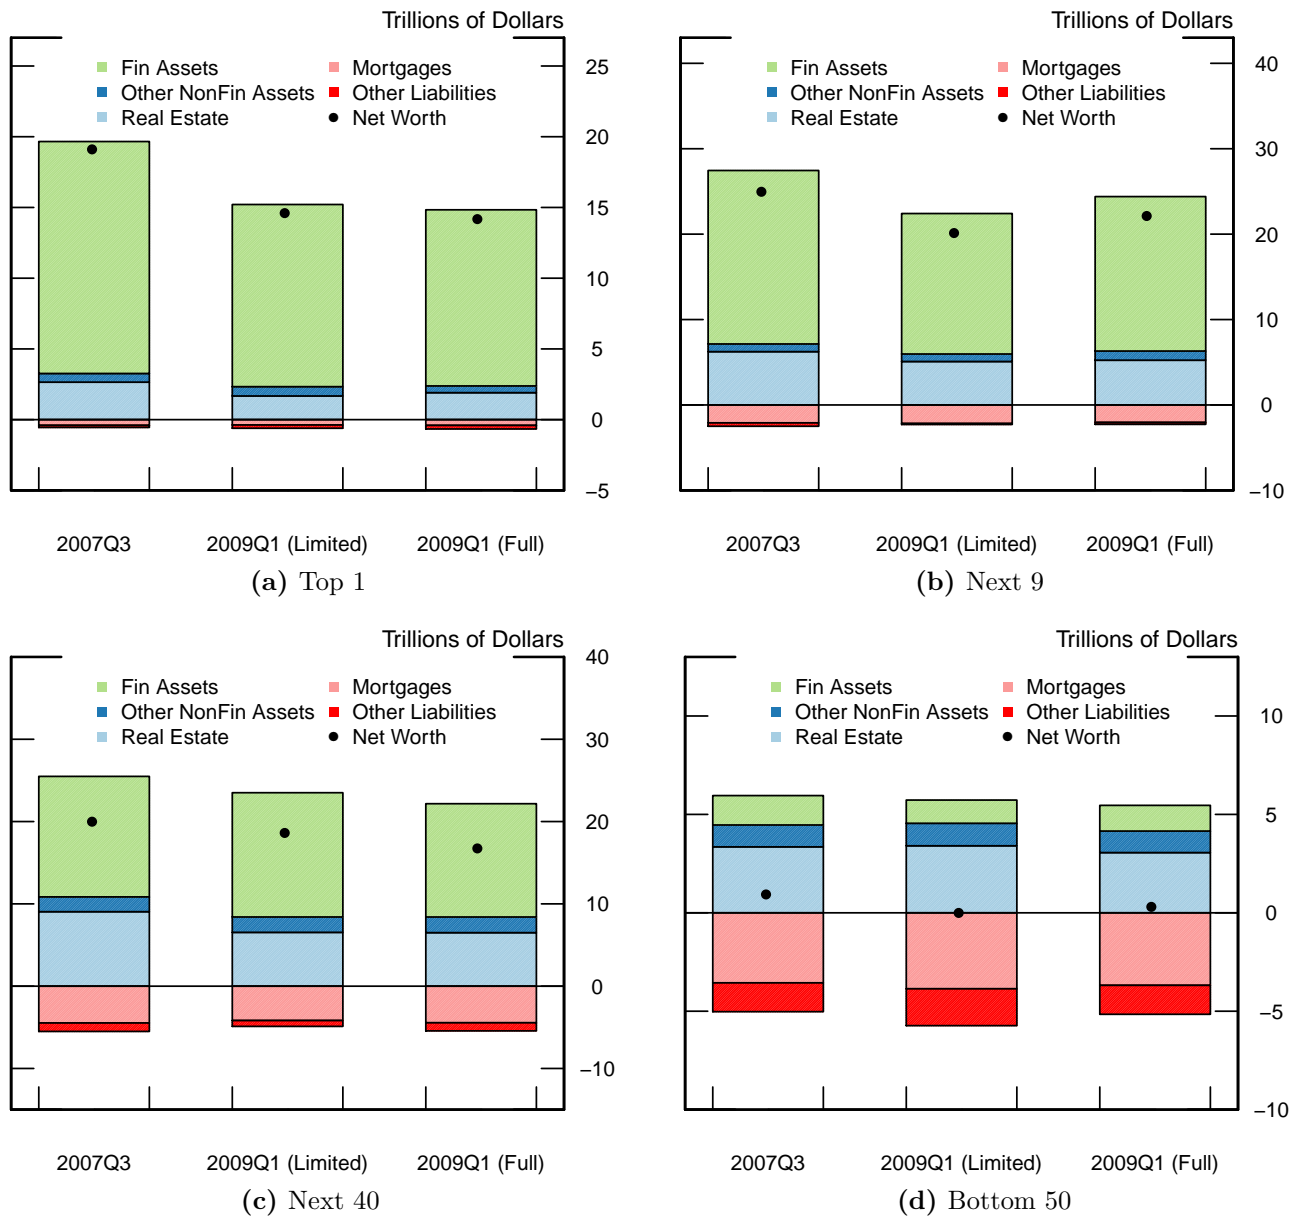 Trillions of Dollars
Fin Assets
Other NonFin Assets
Real Estate
Mortgages
Other Liabilities
Net Worth
25
20
15
10
5
0
−5
2007Q3
2009Q1 (Limited)
2009Q1 (Full)
(a) Top 1
Trillions of Dollars
Fin Assets
Other NonFin Assets
Real Estate
Mortgages
Other Liabilities
Net Worth
40
30
20
10
0
−10
2007Q3
2009Q1 (Limited)
2009Q1 (Full)
(b) Next 9
Trillions of Dollars
Fin Assets
Other NonFin Assets
Real Estate
Mortgages
Other Liabilities
Net Worth
40
30
20
10
0
−10
2007Q3
2009Q1 (Limited)
2009Q1 (Full)
(c) Next 40
Trillions of Dollars
Fin Assets
Other NonFin Assets
Real Estate
Mortgages
Other Liabilities
Net Worth
10
5
0
−5
−10
2007Q3
2009Q1 (Limited)
2009Q1 (Full)
(d) Bottom 50